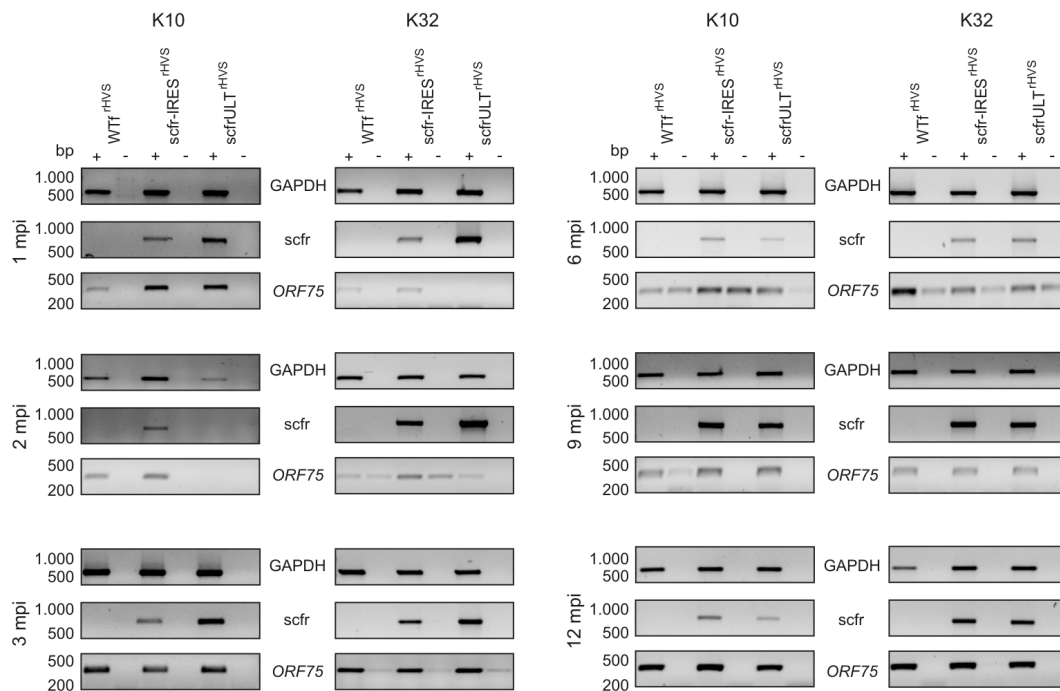 K10 K32 K10 K32
WTf rHVS scfr-IRES rHVS scfrULT rHVS WTf rHVS scfr-IRES rHVS scfrULT rHVS WTf rHVS scfr-IRES rHVS scfrULT rHVS WTf rHVS scfr-IRES rHVS scfrULT rHVS
bp bp
+ - + - + - + - + - + - + - + - + - + - + - + -
1 mpi
1.000
500
GAPDH
1.000
500
scfr
500
200
ORF75
6 mpi
1.000
500
GAPDH
1.000
500
scfr
500
200
ORF75
2 mpi
1.000
500
GAPDH
1.000
500
scfr
500
200
ORF75
9 mpi
1.000
500
GAPDH
1.000
500
scfr
500
200
ORF75
3 mpi
1.000
500
GAPDH
1.000
500
scfr
500
200
ORF75
12 mpi
1.000
500
GAPDH
1.000
500
scfr
500
200
ORF75